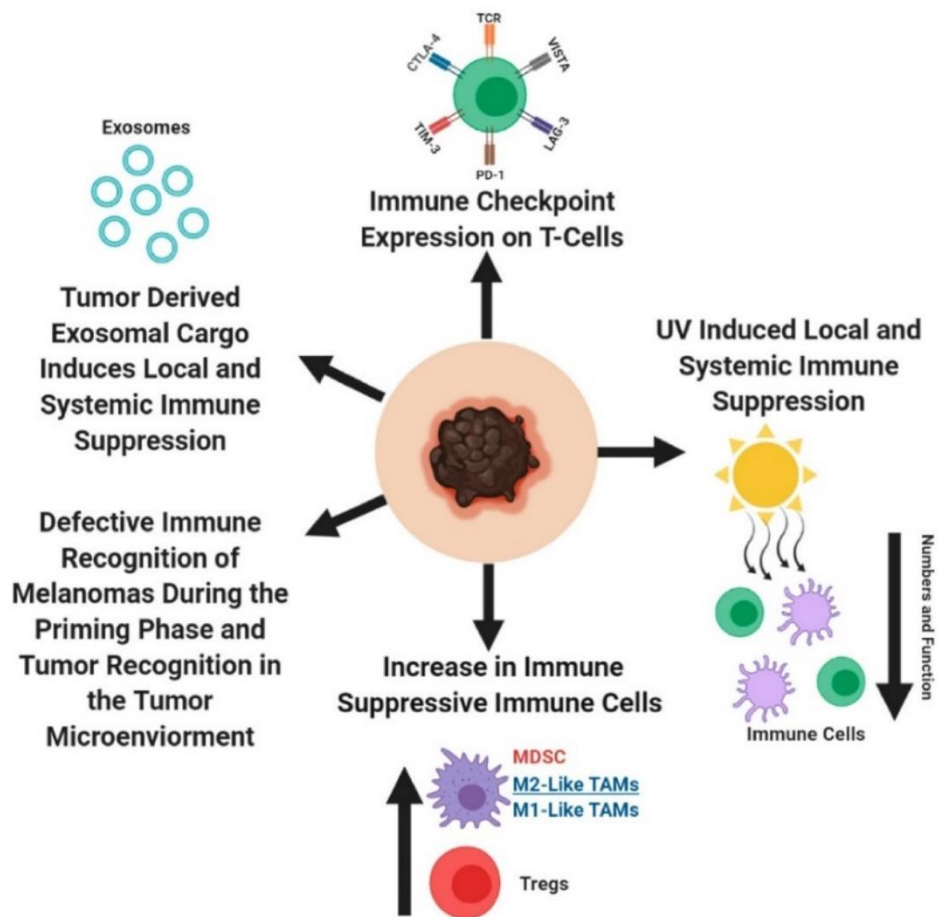 TCR
CTLA-4
VISTA
TIM-3
LAG-3
PD-1
Immune Checkpoint
Expression on T-Cells
Exosomes
Tumor Derived
Exosomal Cargo
Induces Local and
Systemic Immune
Suppression
UV Induced Local and
Systemic Immune
Suppression
Numbers and Function
Immune Cells
Defective Immune
Recognition of
Melanomas During the
Priming Phase and
Tumor Recognition in
the Tumor
Microenviorment
Increase in Immune
Suppressive Immune Cells
MDSC
M2-Like TAMs
M1-Like TAMs
Tregs